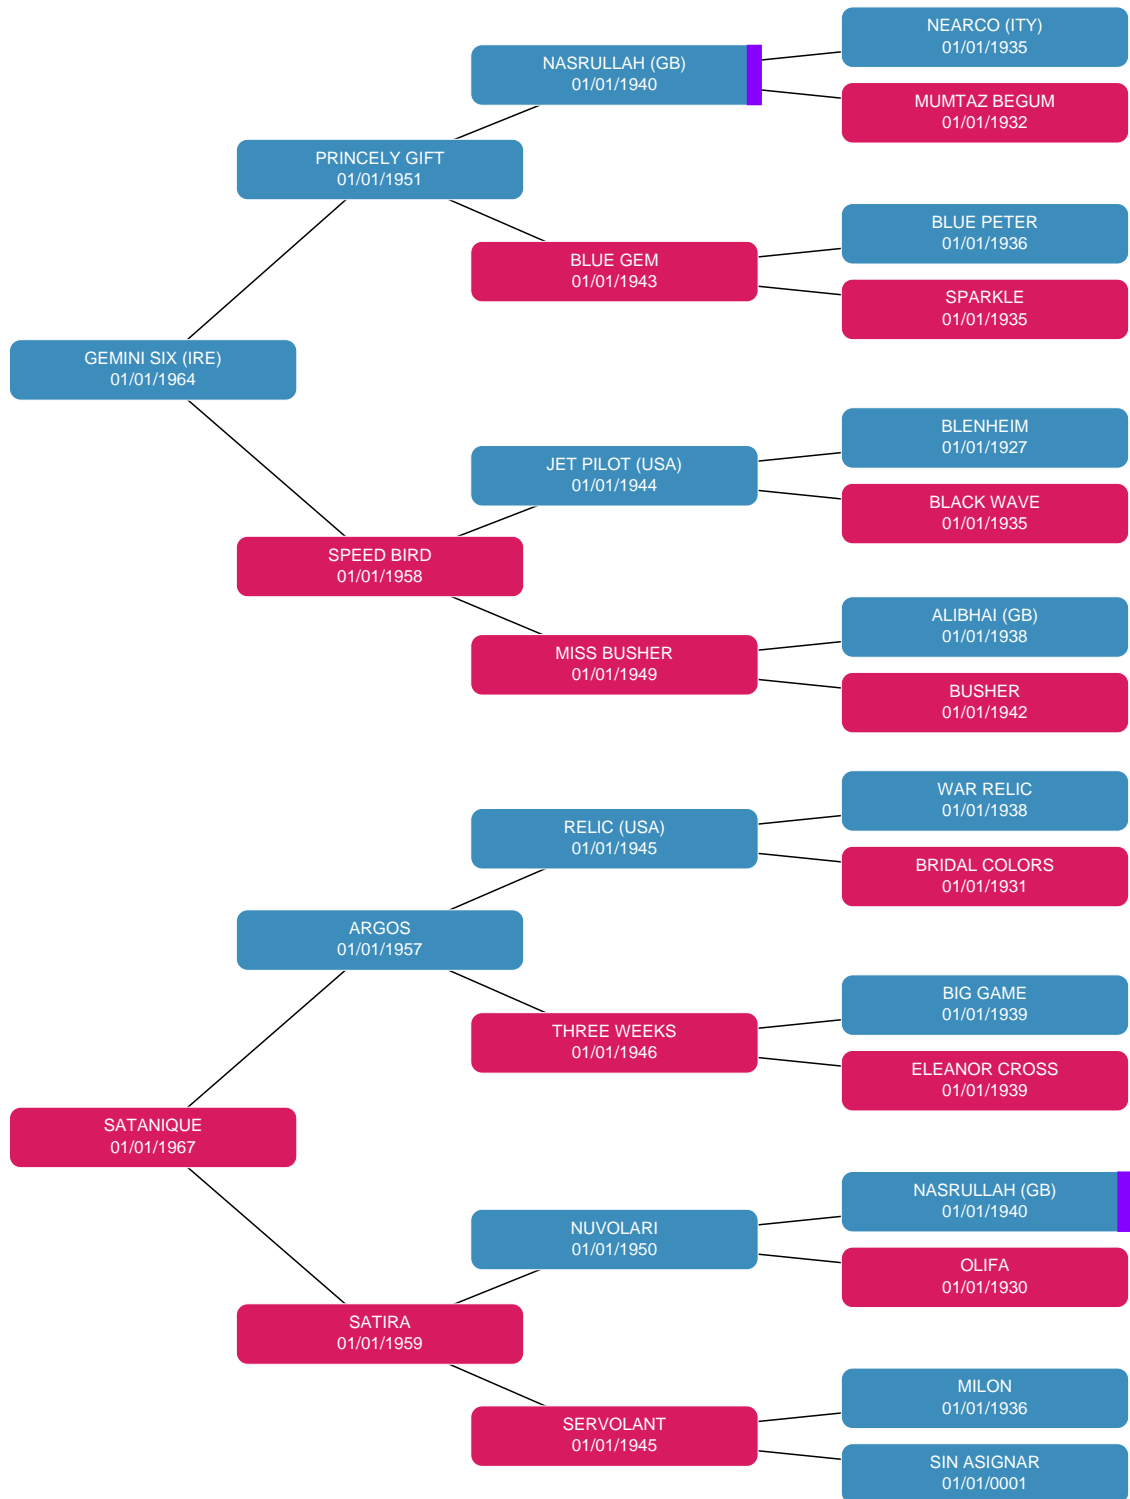 NEARCO (ITY)
01/01/1935
NASRULLAH (GB)
01/01/1940
MUMTAZ BEGUM
01/01/1932
PRINCELY GIFT
01/01/1951
BLUE PETER
01/01/1936
BLUE GEM
01/01/1943
SPARKLE
01/01/1935
GEMINI SIX (IRE)
01/01/1964
BLENHEIM
01/01/1927
JET PILOT (USA)
01/01/1944
BLACK WAVE
01/01/1935
SPEED BIRD
01/01/1958
ALIBHAI (GB)
01/01/1938
MISS BUSHER
01/01/1949
BUSHER
01/01/1942
WAR RELIC
01/01/1938
RELIC (USA)
01/01/1945
BRIDAL COLORS
01/01/1931
ARGOS
01/01/1957
BIG GAME
01/01/1939
THREE WEEKS
01/01/1946
ELEANOR CROSS
01/01/1939
SATANIQUE
01/01/1967
NASRULLAH (GB)
01/01/1940
NUVOLARI
01/01/1950
OLIFA
01/01/1930
SATIRA
01/01/1959
MILON
01/01/1936
SERVOLANT
01/01/1945
SIN ASIGNAR
01/01/0001